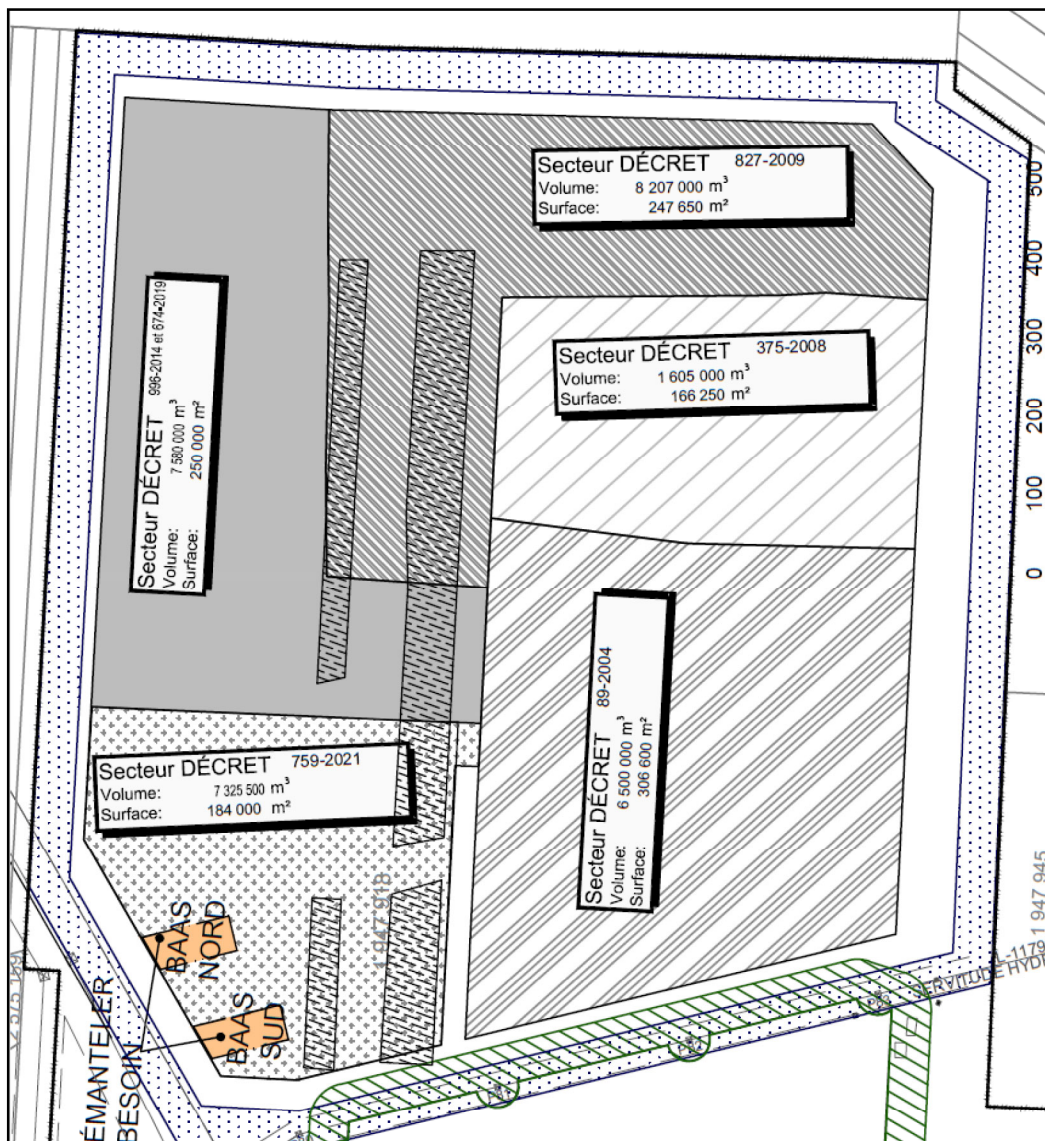 Secteur DÉCRET 827-2009
Volume: 8 207 000 m³
Surface: 247 650 m²
Secteur DÉCRET 375-2008
Volume: 1 605 000 m³
Surface: 166 250 m²
Secteur DÉCRET 996-2014 et 674-2019
Volume: 7 580 000 m³
Surface: 250 000 m²
Secteur DÉCRET 89-2004
Volume: 6 500 000 m³
Surface: 306 600 m²
Secteur DÉCRET 759-2021
Volume: 7 325 500 m³
Surface: 184 000 m²
BAAS
NORD
BAAS
SUD
ÉMANTELER
BESOIN
500
400
300
200
100
0
1 947 945
1 947 918
L-1179
ERVITUDE HYD